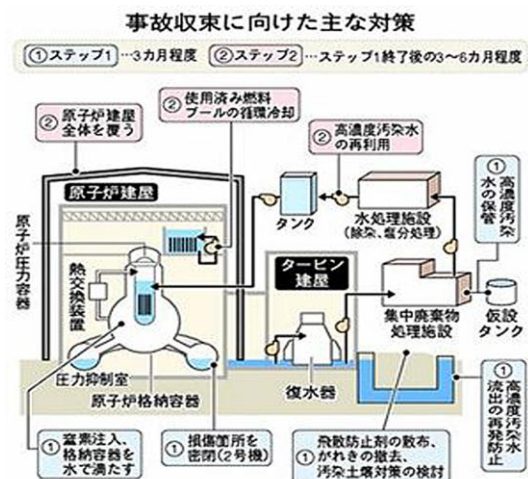 事故収束に向けた主な対策
①ステップ1…3カ月程度 ②ステップ2……ステップ1終了後の3〜6カ月程度
②原子炉建屋
全体を覆う
②使用済み燃料
プールの循環冷却
②高濃度汚染水
の再利用
①高濃度汚染
水の保管
原子炉建屋
タンク
水処理施設
(除染、塩分処理)
原子炉圧力容器
熱交換装置
タービン
建屋
集中廃棄物
処理施設
仮設
タンク
圧力抑制室
原子炉格納容器
復水器
①窒素注入、
格納容器を
水で満たす
①損傷箇所を
密閉(2号機)
①飛散防止剤の散布、
がれきの撤去、
汚染土壌対策の検討
①高濃度汚染水
流出の再発防止